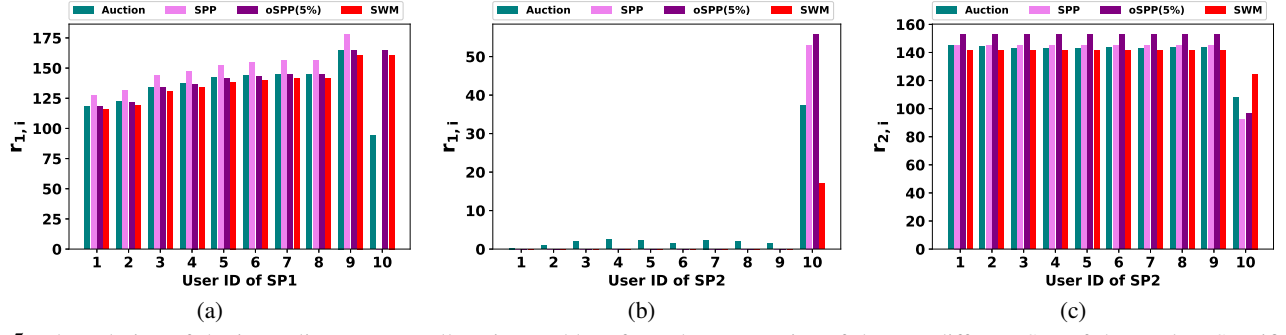 Auction SPP oSPP(5%) SWM
175
150
125
100
75
50
25
0
r1, i
1 2 3 4 5 6 7 8 9 10
User ID of SP1
(a)
Auction SPP oSPP(5%) SWM
50
40
30
20
10
0
r1, i
1 2 3 4 5 6 7 8 9 10
User ID of SP2
(b)
Auction SPP oSPP(5%) SWM
160
140
120
100
80
60
40
20
0
r2, i
1 2 3 4 5 6 7 8 9 10
User ID of SP2
(c)